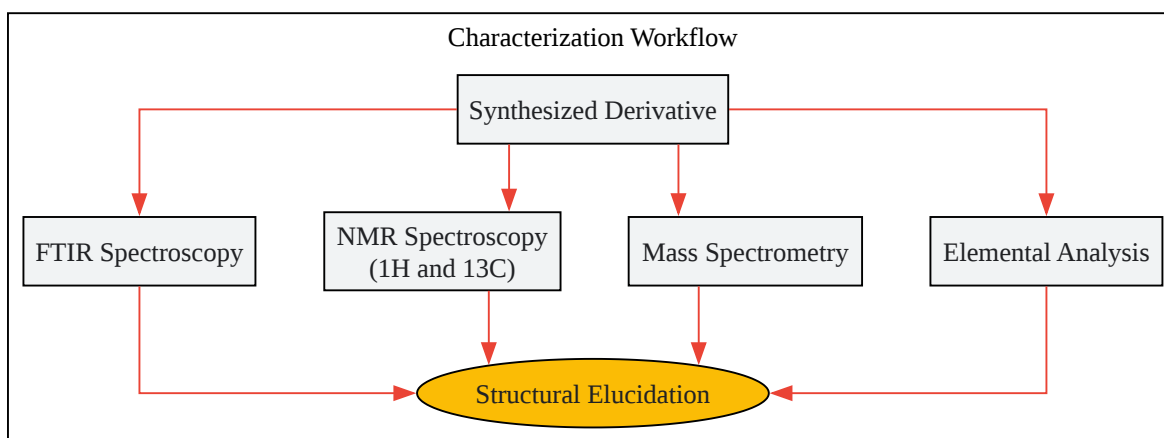 Characterization Workflow
Synthesized Derivative
FTIR Spectroscopy
NMR Spectroscopy
(1H and 13C)
Mass Spectrometry
Elemental Analysis
Structural Elucidation